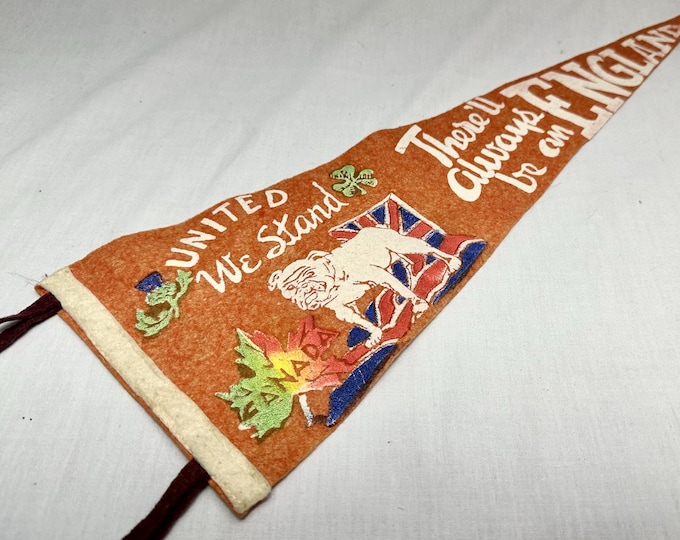 UNITED
We Stand
CANADA
There'll
always
be an
ENGLAND